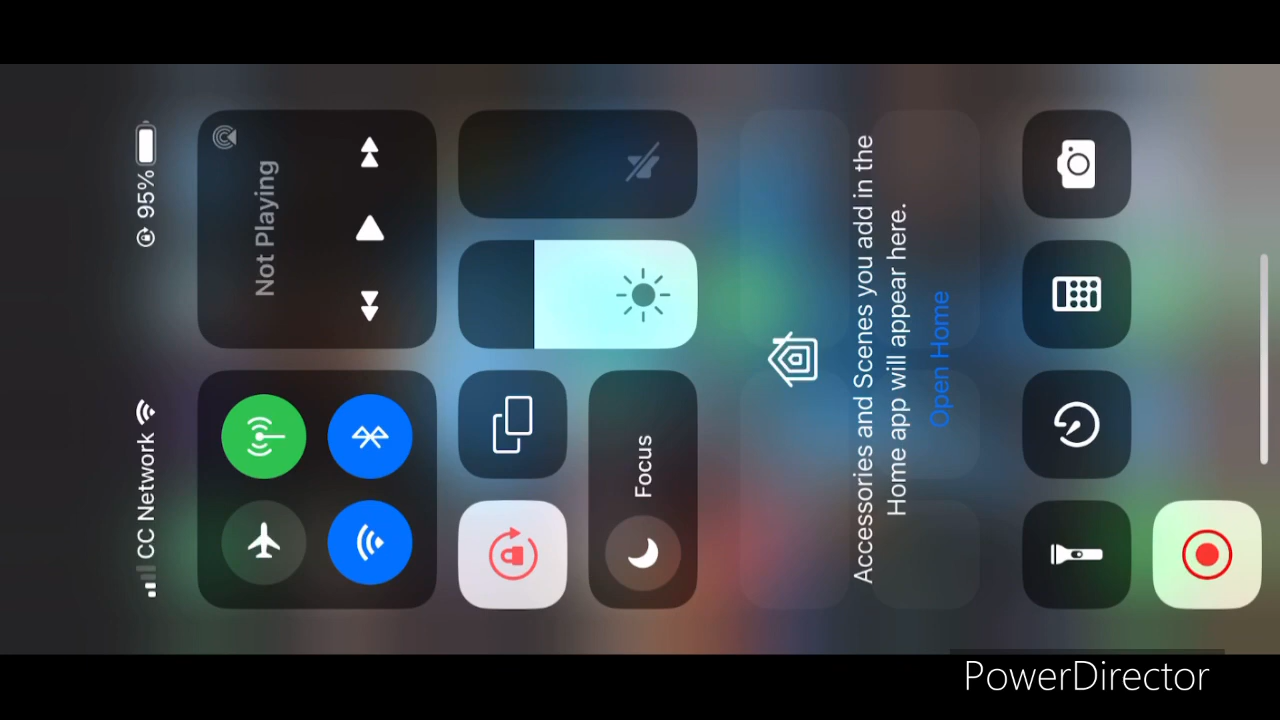 CC Network
95%
Not Playing
Focus
Accessories and Scenes you add in the
Home app will appear here.
Open Home
PowerDirector